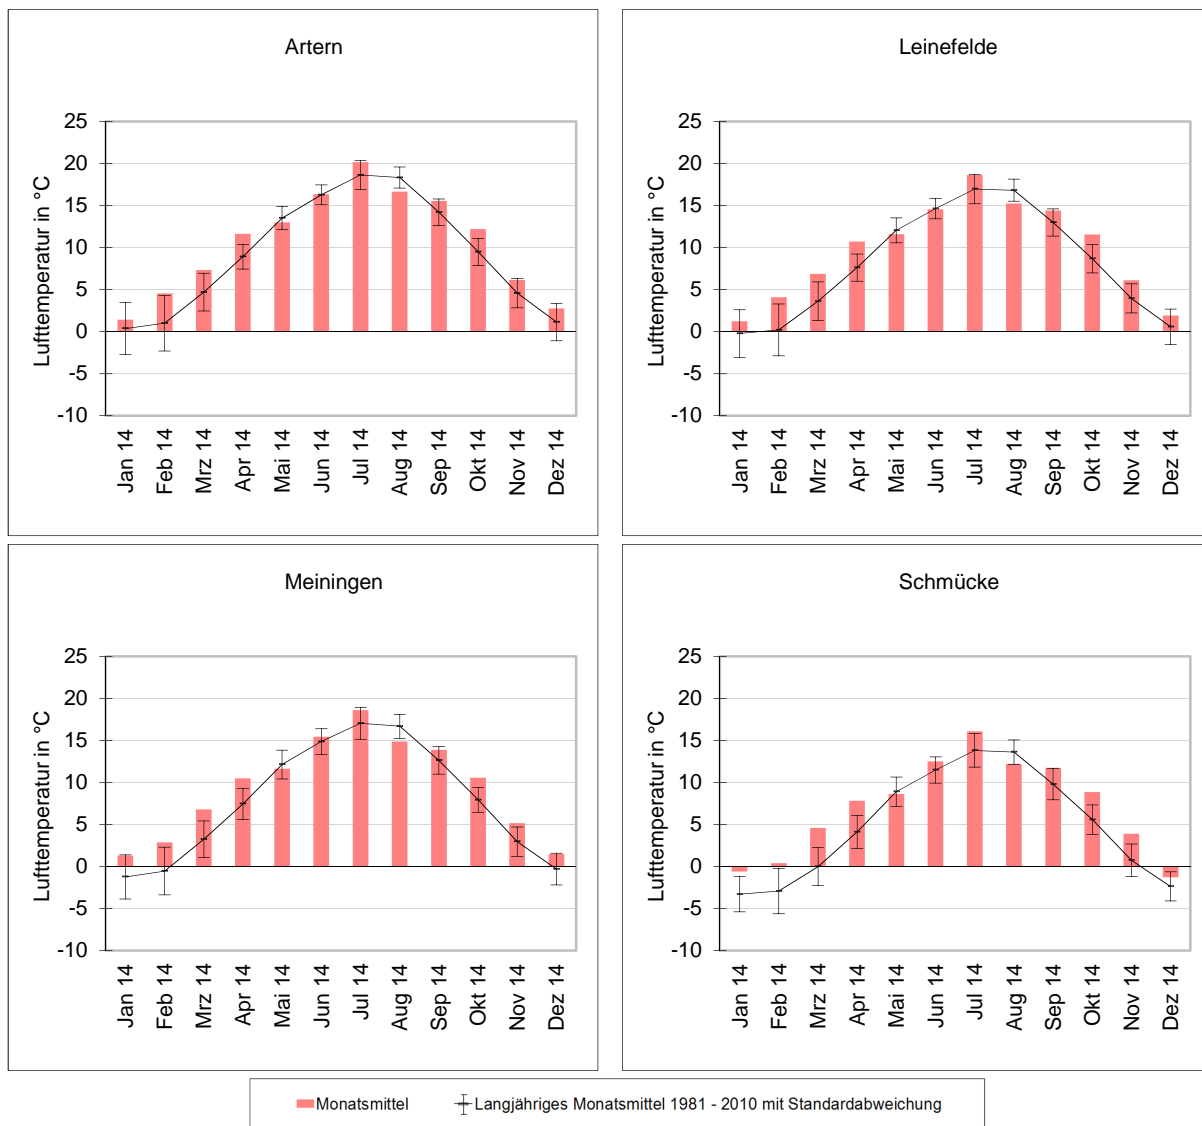 Artern
Lufttemperatur in °C
25
20
15
10
5
0
-5
-10
Jan 14
Feb 14
Mrz 14
Apr 14
Mai 14
Jun 14
Jul 14
Aug 14
Sep 14
Okt 14
Nov 14
Dez 14
Leinefelde
Lufttemperatur in °C
25
20
15
10
5
0
-5
-10
Jan 14
Feb 14
Mrz 14
Apr 14
Mai 14
Jun 14
Jul 14
Aug 14
Sep 14
Okt 14
Nov 14
Dez 14
Meiningen
Lufttemperatur in °C
25
20
15
10
5
0
-5
-10
Jan 14
Feb 14
Mrz 14
Apr 14
Mai 14
Jun 14
Jul 14
Aug 14
Sep 14
Okt 14
Nov 14
Dez 14
Schmücke
Lufttemperatur in °C
25
20
15
10
5
0
-5
-10
Jan 14
Feb 14
Mrz 14
Apr 14
Mai 14
Jun 14
Jul 14
Aug 14
Sep 14
Okt 14
Nov 14
Dez 14
Monatsmittel Langjähriges Monatsmittel 1981 - 2010 mit Standardabweichung